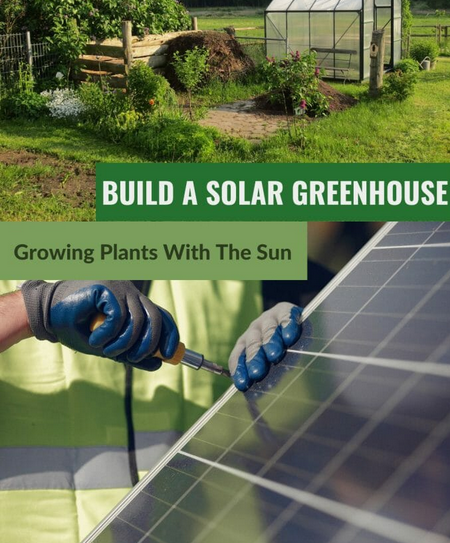 BUILD A SOLAR GREENHOUSE
Growing Plants With The Sun